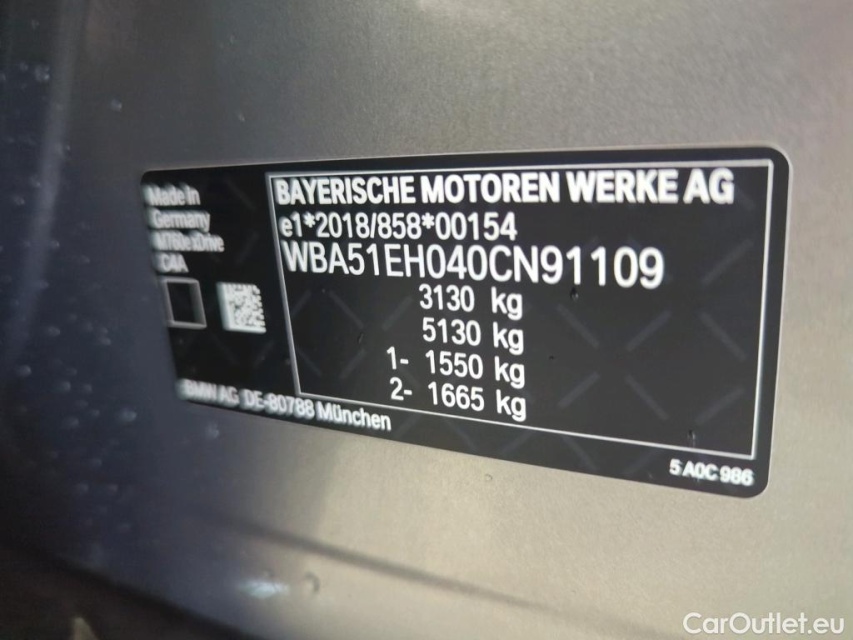 Made in
Germany
M760e xDrive
C4A
BAYERISCHE MOTOREN WERKE AG
e1*2018/858*00154
WBA51EH040CN91109
3130 kg
5130 kg
1- 1550 kg
2- 1665 kg
BMW AG DE-80788 München
5 A0C 986
CarOutlet.eu